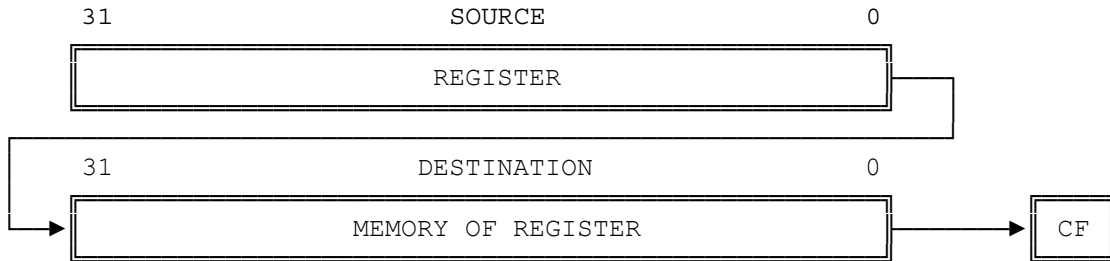 31 SOURCE 0
REGISTER
31 DESTINATION 0
MEMORY OF REGISTER CF